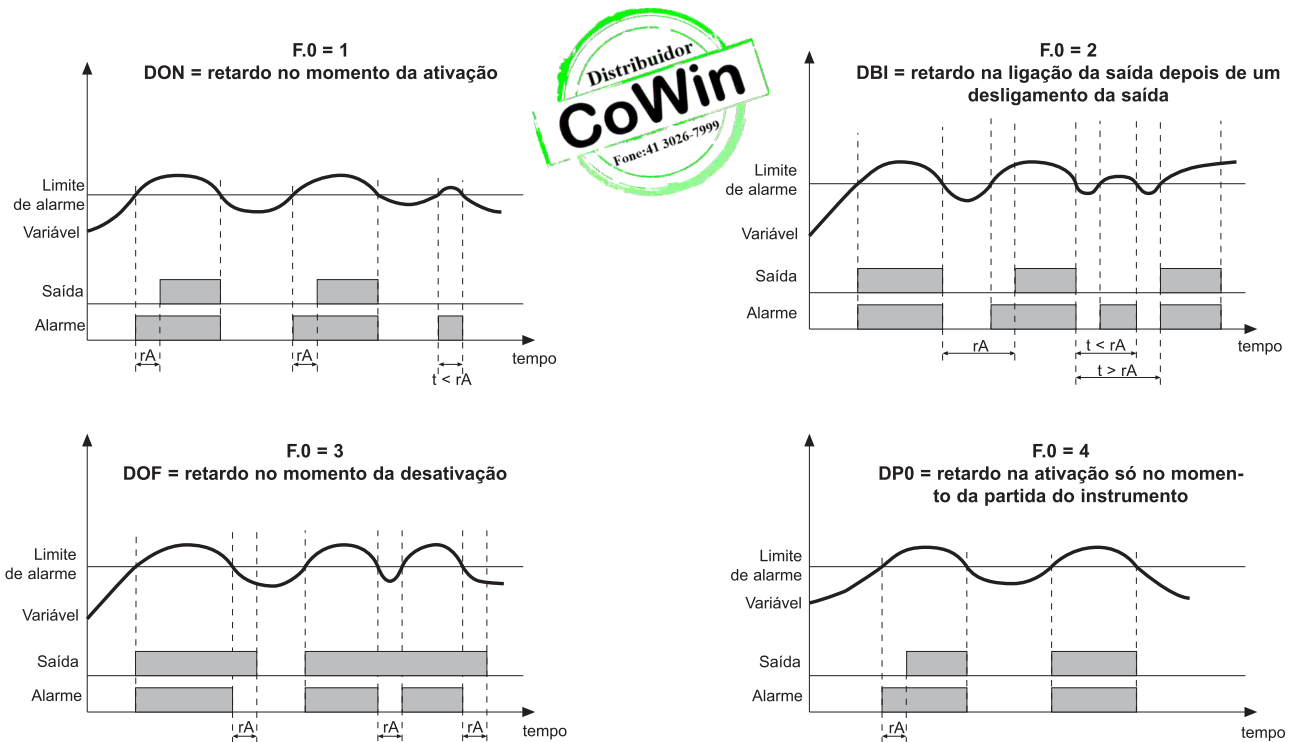 F.0 = 1
DON = retardo no momento da ativação
Limite
de alarme
Variável
Saída
Alarme
rA
rA
t < rA
tempo
Distribuidor
CoWin
Fone:41 3026-7999
F.0 = 2
DBI = retardo na ligação da saída depois de um
desligamento da saída
Limite
de alarme
Variável
Saída
Alarme
rA
t < rA
t > rA
tempo
F.0 = 3
DOF = retardo no momento da desativação
Limite
de alarme
Variável
Saída
Alarme
rA
rA
rA
tempo
F.0 = 4
DP0 = retardo na ativação só no momen-
to da partida do instrumento
Limite
de alarme
Variável
Saída
Alarme
rA
tempo